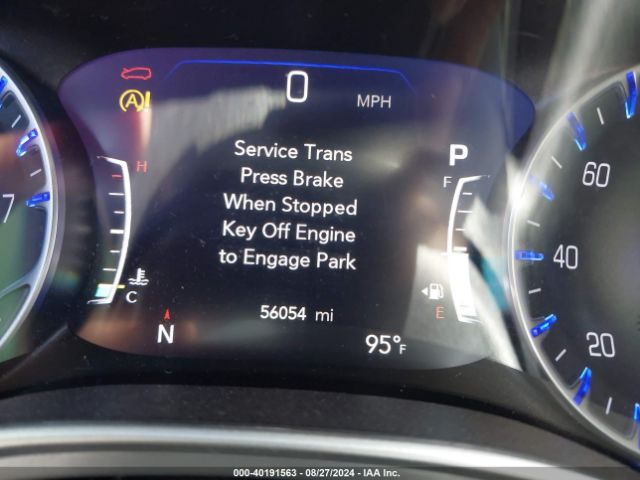 0 MPH
Service Trans
Press Brake
When Stopped
Key Off Engine
to Engage Park
P
H
C
F
E
N
56054 mi
95°F
7
60
40
20
000-40191563 | 08/27/2024 | IAA Inc.